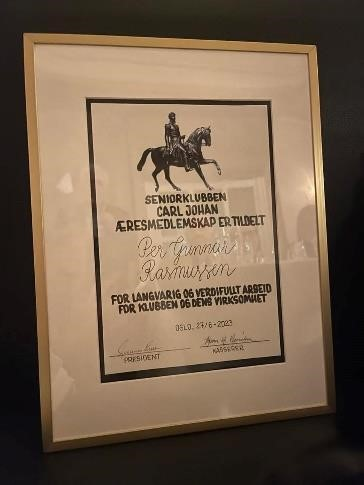 SENIORKLUBBEN
CARL JOHAN
ÆRESMEDLEMSKAP ER TILDELT
Per Gunnar
Rasmussen
FOR LANGVARIG OG VERDIFULLT ARBEID
FOR KLUBBEN OG DENS VIRKSOMHET
OSLO, 27/6-2023
PRESIDENT KASSERER